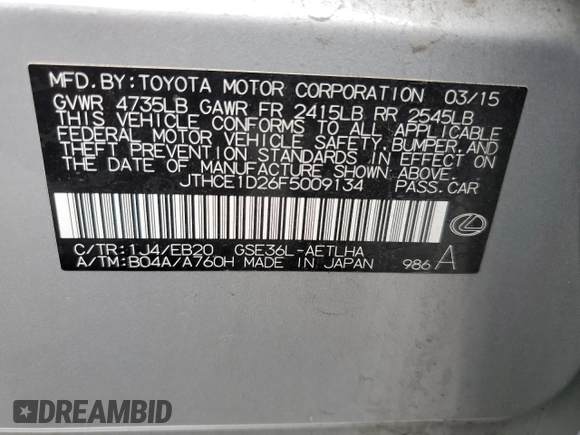 MFD.BY:TOYOTA MOTOR CORPORATION 03/15
GVWR 4735LB GAWR FR 2415LB RR 2545LB
THIS VEHICLE CONFORMS TO ALL APPLICABLE
FEDERAL MOTOR VEHICLE SAFETY,BUMPER,AND
THEFT PREVENTION STANDARDS IN EFFECT ON
THE DATE OF MANUFACTURE SHOWN ABOVE.
JTHCE1D26F5009134 PASS.CAR
C/TR:1J4/EB20 GSE36L-AETLHA
A/TM:B04A/A760H MADE IN JAPAN 986 A
DREAMBID